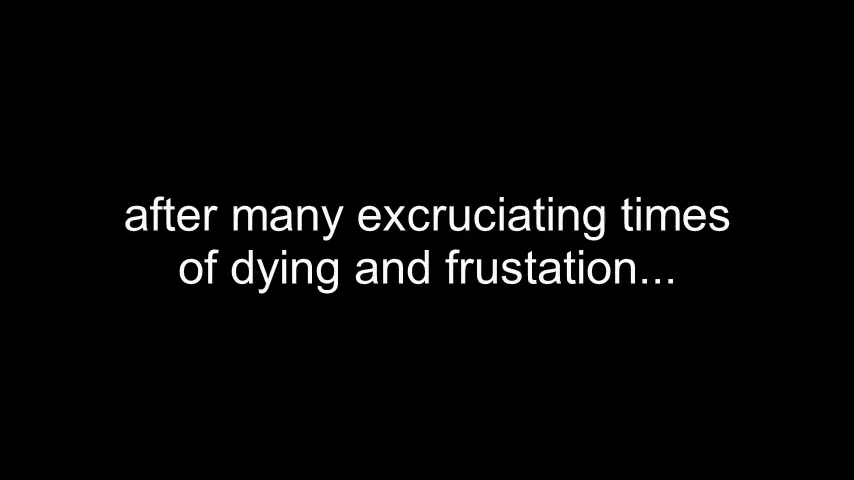 after many excruciating times
of dying and frustation...